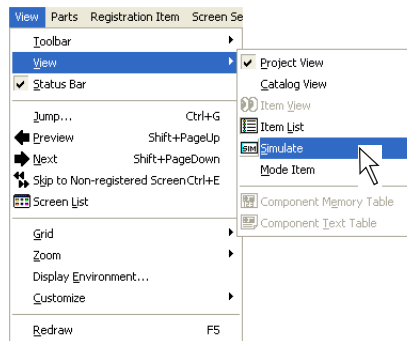 View Parts Registration Item Screen Se
Toolbar
View
Status Bar
Jump... Ctrl+G
Preview Shift+PageUp
Next Shift+PageDown
Skip to Non-registered Screen Ctrl+E
Screen List
Grid
Zoom
Display Environment...
Customize
Redraw F5
Project View
Catalog View
Item View
Item List
SIM Simulate
Mode Item
Component Memory Table
Component Text Table